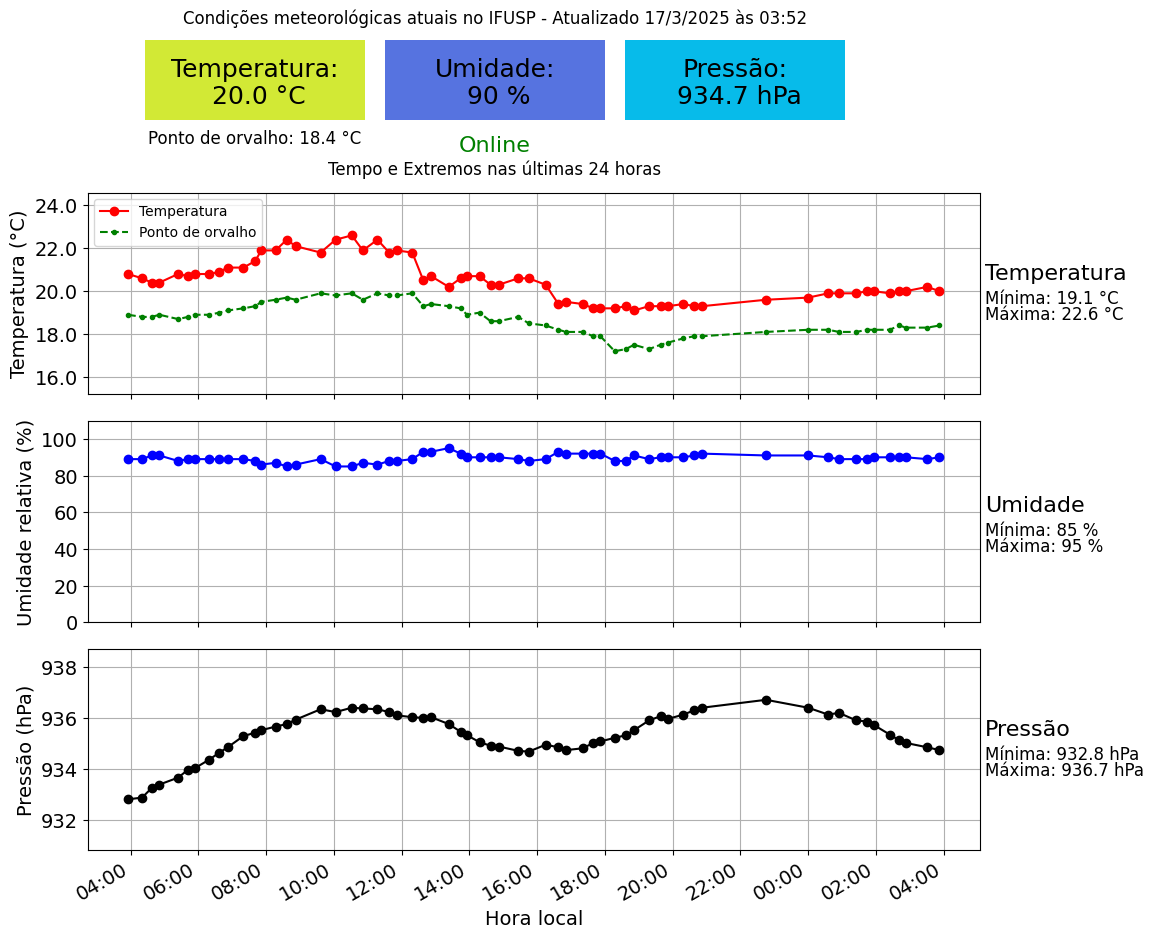 Condições meteorológicas atuais no IFUSP - Atualizado 17/3/2025 às 03:52
Temperatura:
20.0 °C
Umidade:
90 %
Pressão:
934.7 hPa
Ponto de orvalho: 18.4 °C
Online
Tempo e Extremos nas últimas 24 horas
Temperatura (°C)
24.0
22.0
20.0
18.0
16.0
Temperatura
Ponto de orvalho
Temperatura
Mínima: 19.1 °C
Máxima: 22.6 °C
Umidade relativa (%)
100
80
60
40
20
0
Umidade
Mínima: 85 %
Máxima: 95 %
Pressão (hPa)
938
936
934
932
Pressão
Mínima: 932.8 hPa
Máxima: 936.7 hPa
04:00 06:00 08:00 10:00 12:00 14:00 16:00 18:00 20:00 22:00 00:00 02:00 04:00
Hora local